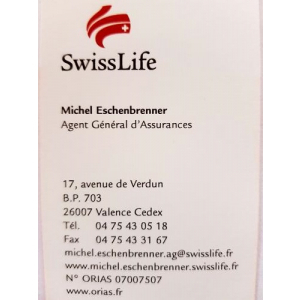 SwissLife
Michel Eschenbrenner
Agent Général d'Assurances
17, avenue de Verdun
B.P. 703
26007 Valence Cedex
Tél. 04 75 43 05 18
Fax 04 75 43 31 67
michel.eschenbrenner.ag@swisslife.fr
www.michel.eschenbrenner.swisslife.fr
N° ORIAS 07007507
www.orias.fr